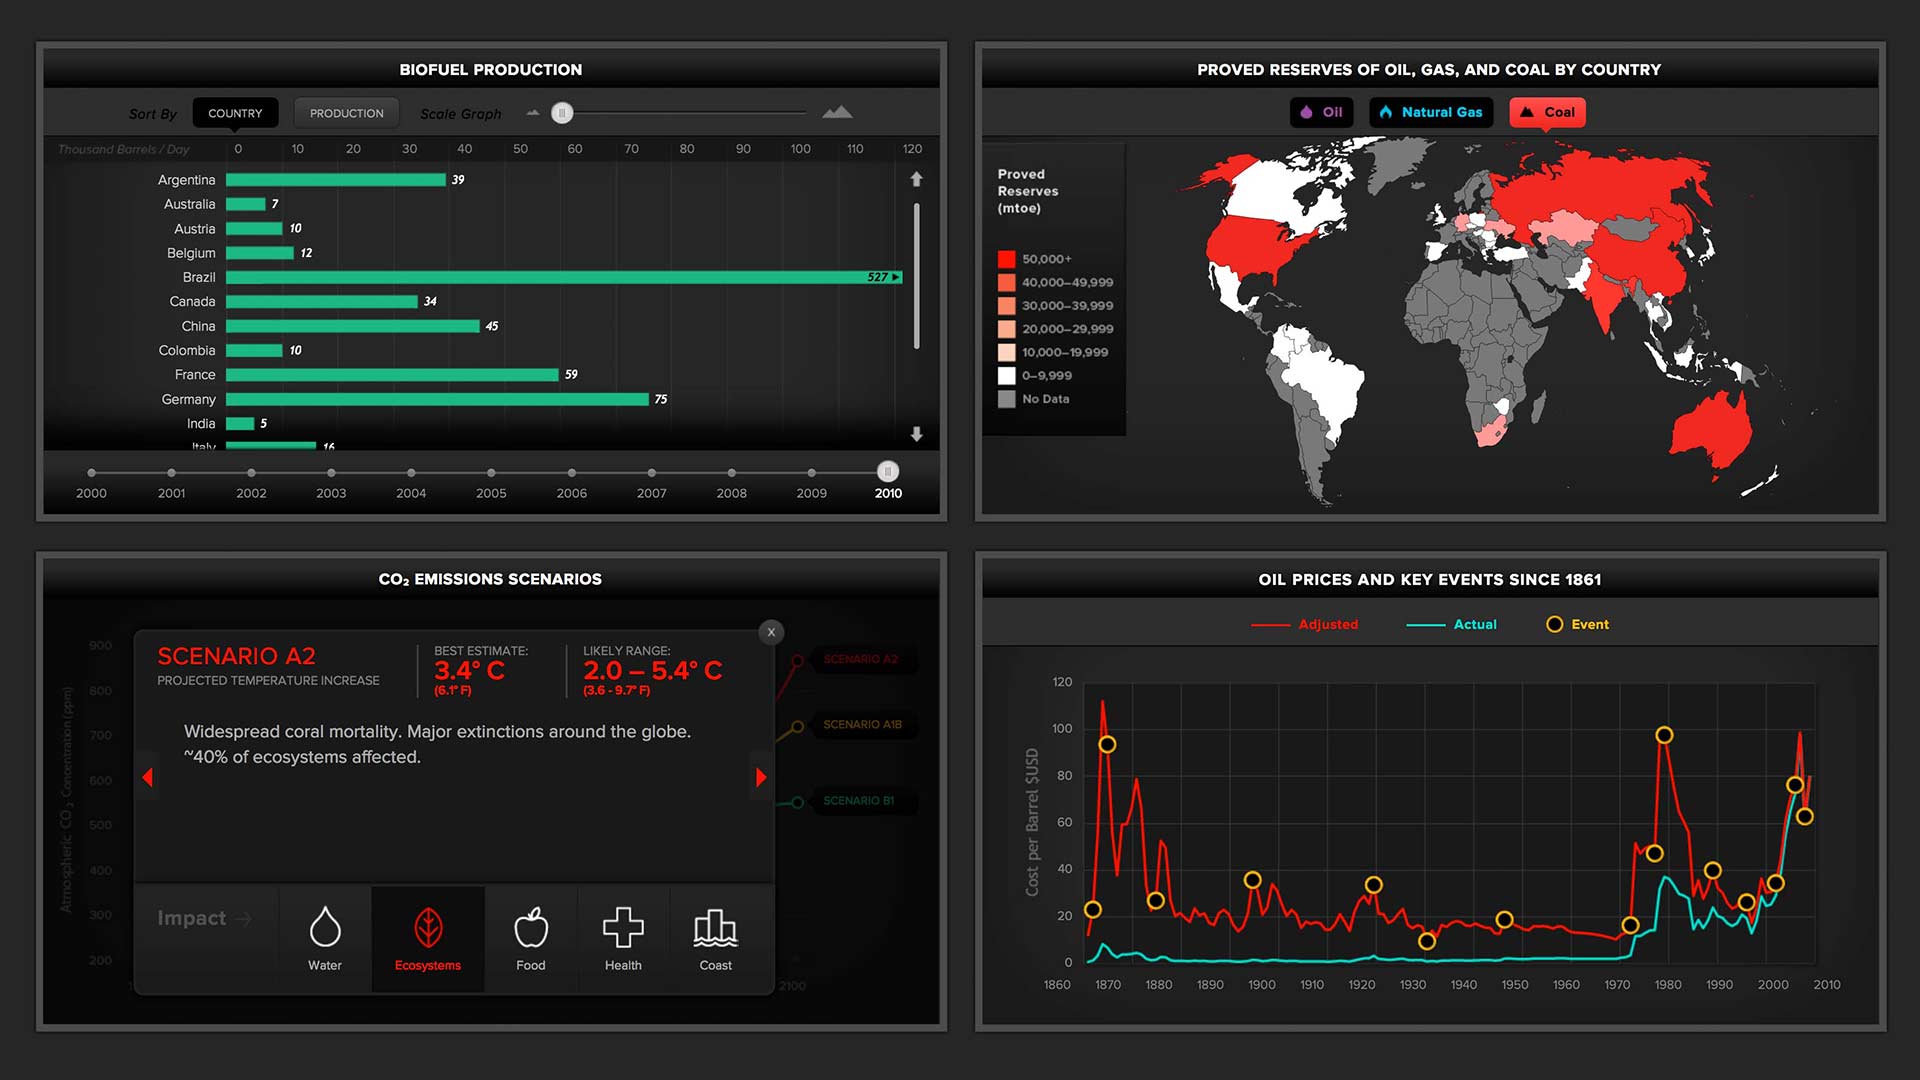 BIOFUEL PRODUCTION
Sort By COUNTRY PRODUCTION Scale Graph
Thousand Barrels / Day 0 10 20 30 40 50 60 70 80 90 100 110 120
Argentina 39
Australia 7
Austria 10
Belgium 12
Brazil 527
Canada 34
China 45
Colombia 10
France 59
Germany 75
India 5
Italy 16
2000 2001 2002 2003 2004 2005 2006 2007 2008 2009 2010
PROVED RESERVES OF OIL, GAS, AND COAL BY COUNTRY
Oil Natural Gas Coal
Proved
Reserves
(mtoe)
50,000+
40,000–49,999
30,000–39,999
20,000–29,999
10,000–19,999
0–9,999
No Data
CO₂ EMISSIONS SCENARIOS
Atmospheric CO₂ Concentration (ppm)
900
800
700
600
500
400
300
200
SCENARIO A2
PROJECTED TEMPERATURE INCREASE
BEST ESTIMATE:
3.4° C
(6.1° F)
LIKELY RANGE:
2.0 – 5.4° C
(3.6 - 9.7° F)
X
Widespread coral mortality. Major extinctions around the globe.
~40% of ecosystems affected.
SCENARIO A2
SCENARIO A1B
SCENARIO B1
Impact →
Water Ecosystems Food Health Coast
2100
OIL PRICES AND KEY EVENTS SINCE 1861
Adjusted Actual Event
Cost per Barrel $USD
120
100
80
60
40
20
0
1860 1870 1880 1890 1900 1910 1920 1930 1940 1950 1960 1970 1980 1990 2000 2010